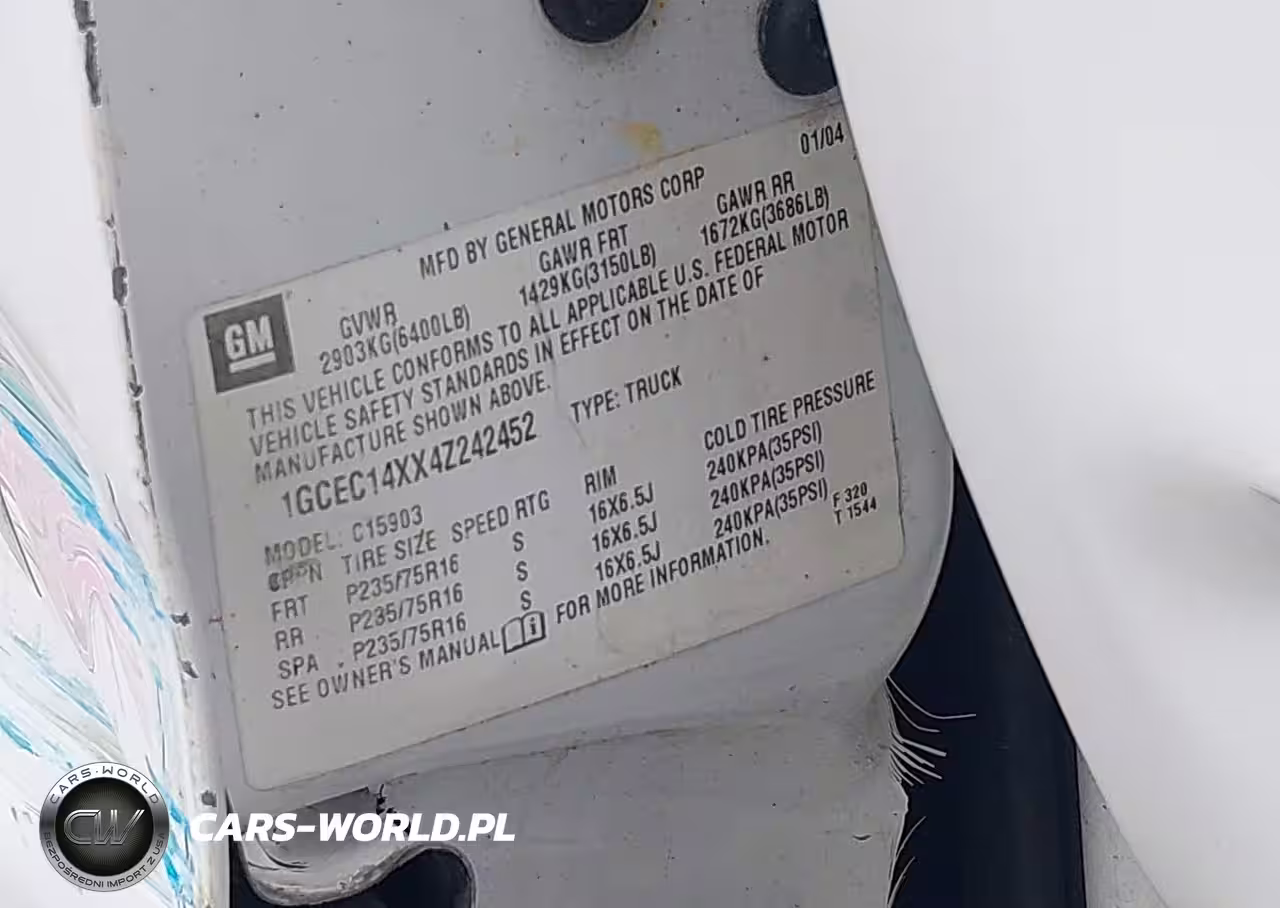 01/04
MFD BY GENERAL MOTORS CORP
GVWR GAWR FRT GAWR RR
2903KG(6400LB) 1429KG(3150LB) 1672KG(3686LB)
GM
THIS VEHICLE CONFORMS TO ALL APPLICABLE U.S. FEDERAL MOTOR
VEHICLE SAFETY STANDARDS IN EFFECT ON THE DATE OF
MANUFACTURE SHOWN ABOVE.
1GCEC14XX4Z242452 TYPE: TRUCK
MODEL: C15903
TIRE SIZE SPEED RTG RIM COLD TIRE PRESSURE
FRT P235/75R16 S 16X6.5J 240KPA(35PSI)
RR P235/75R16 S 16X6.5J 240KPA(35PSI)
SPA P235/75R16 S 16X6.5J 240KPA(35PSI)
SEE OWNER'S MANUAL FOR MORE INFORMATION.
F 320
T 1544
CARS-WORLD
CW
BEZPOŚREDNI IMPORT Z USA
CARS-WORLD.PL